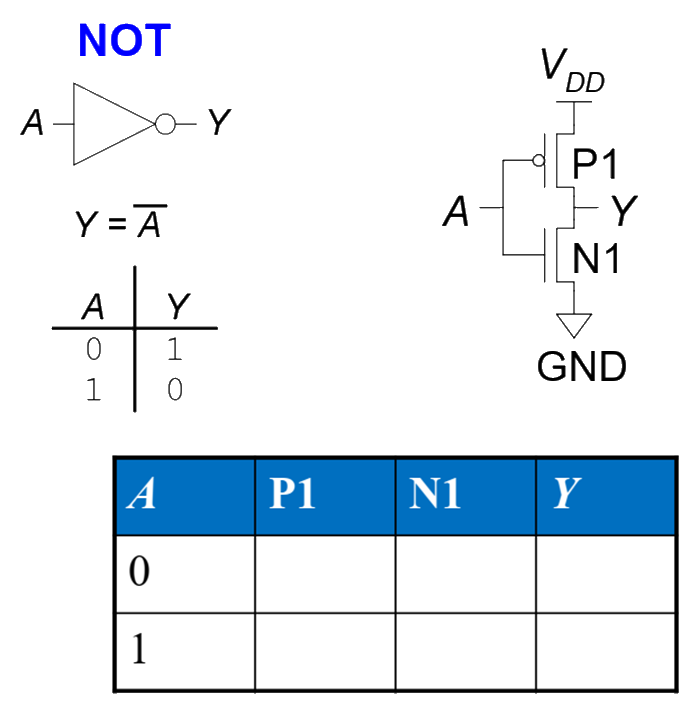 NOT
A Y
Y = A̅
A Y
0 1
1 0
VDD
P1
A Y
N1
GND
A P1 N1 Y
0
1